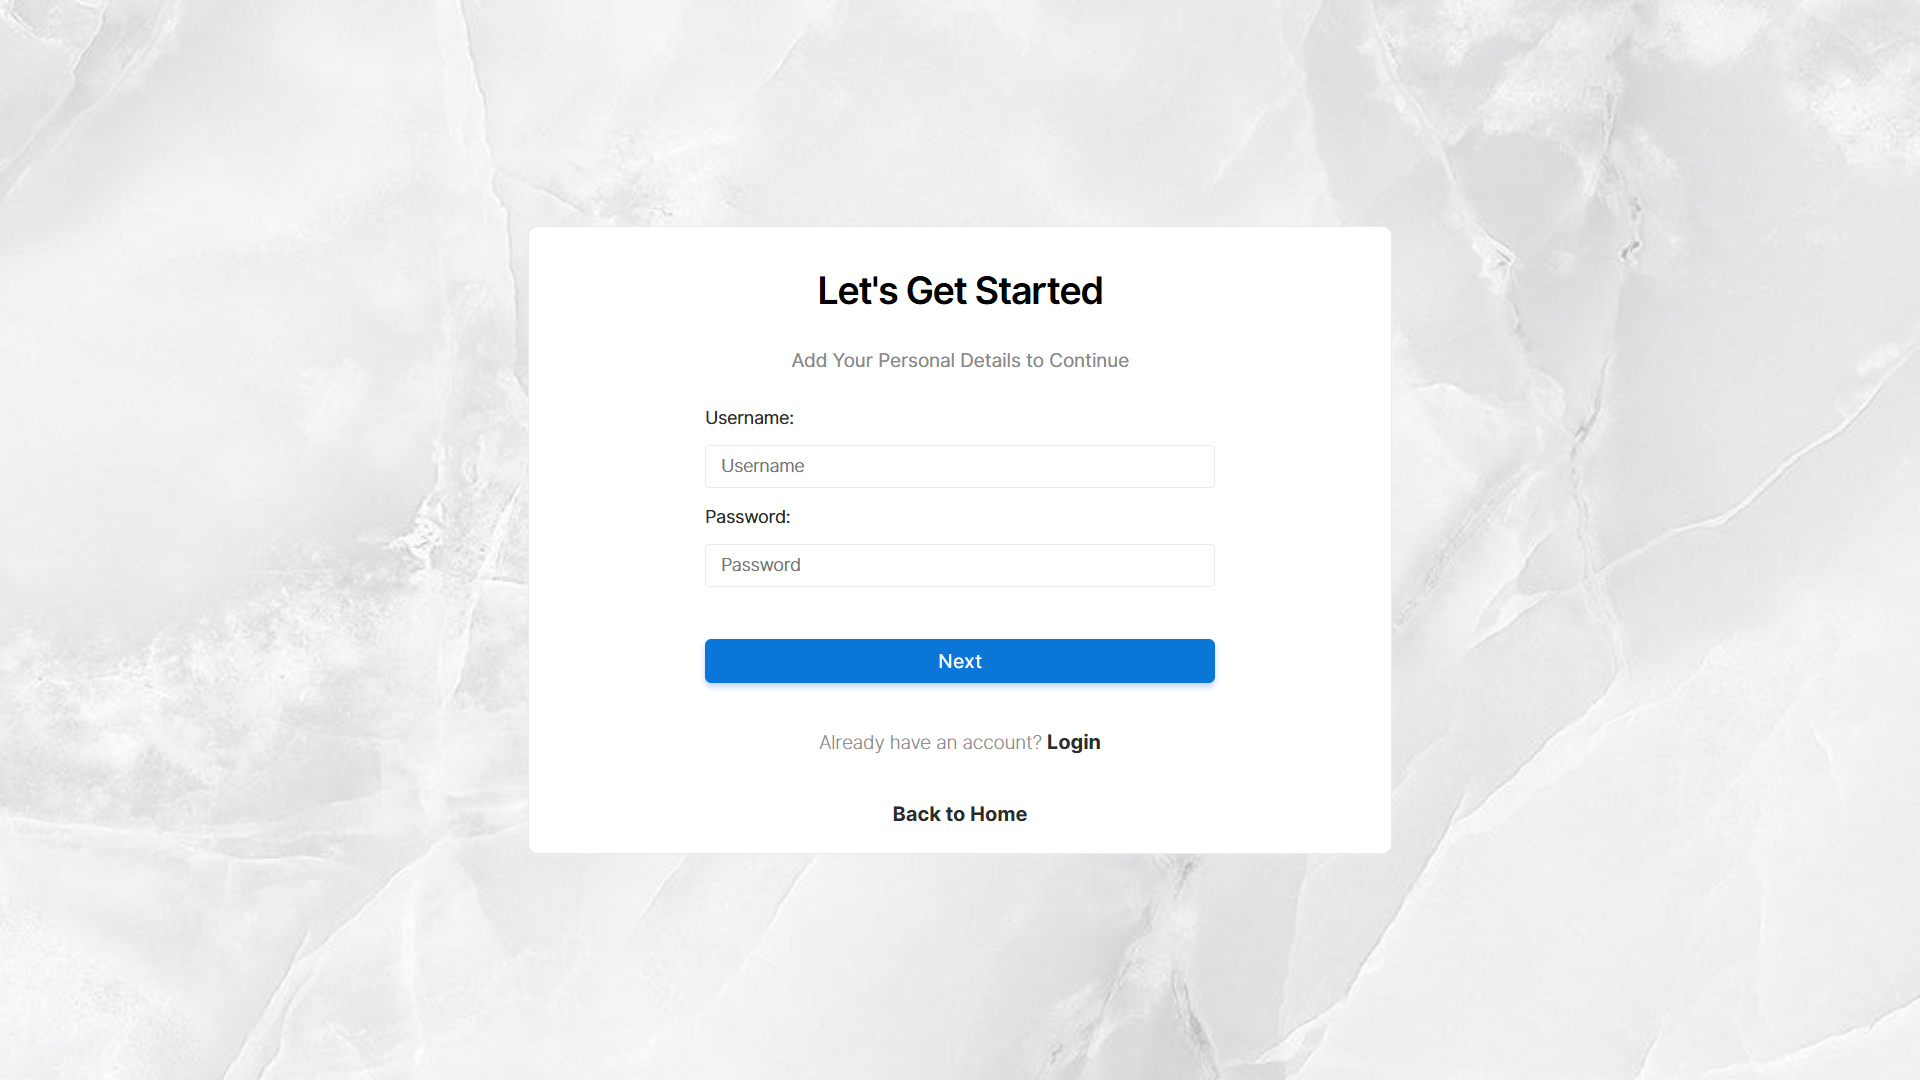 Let's Get Started
Add Your Personal Details to Continue
Username:
Username
Password:
Password
Next
Already have an account? Login
Back to Home